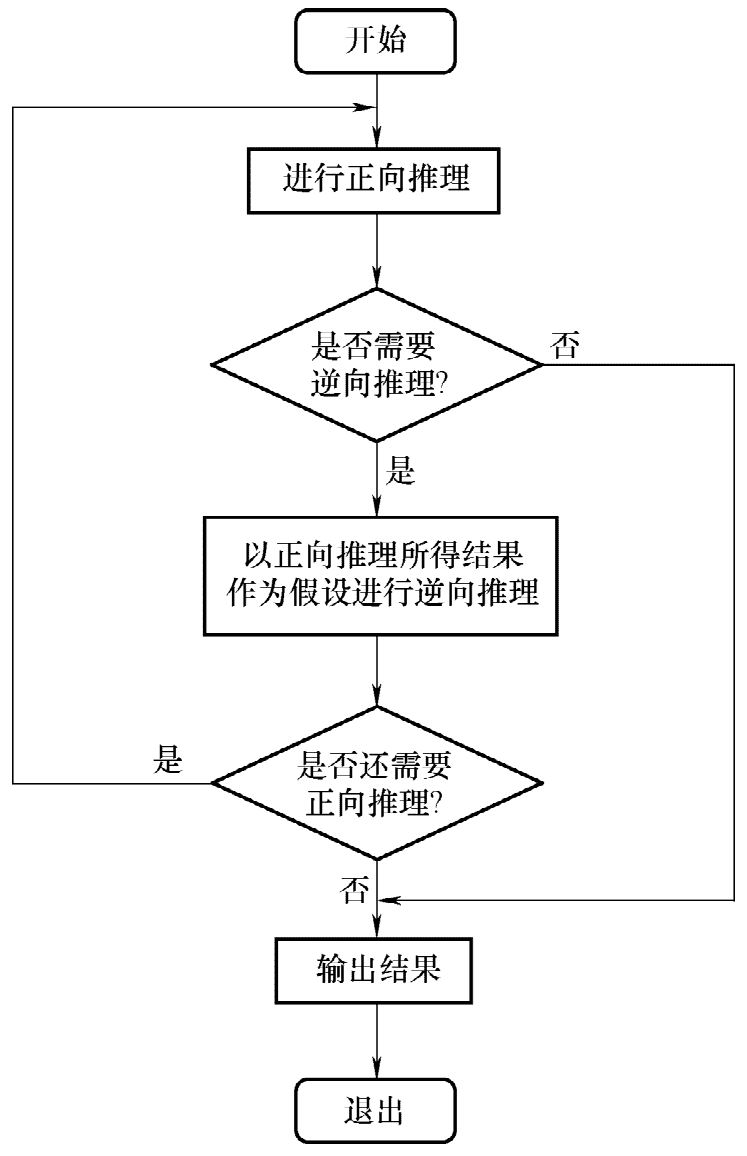 开始
进行正向推理
是否需要
逆向推理?
否
是
以正向推理所得结果
作为假设进行逆向推理
是否还需要
正向推理?
是
否
输出结果
退出